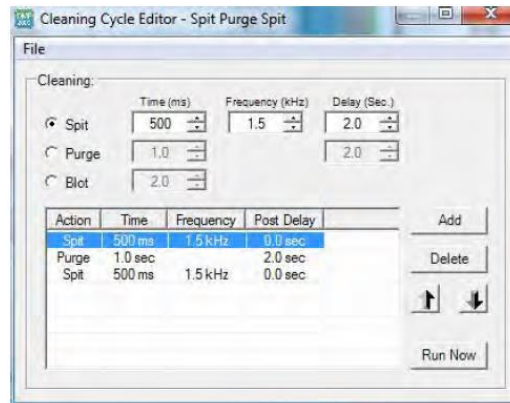 Cleaning Cycle Editor - Spit Purge Spit
File
Cleaning:
Time (ms) Frequency (kHz) Delay (Sec.)
Spit 500 1.5 2.0
Purge 1.0 2.0
Blot 2.0
Action Time Frequency Post Delay
Spit 500 ms 1.5 kHz 0.0 sec
Purge 1.0 sec 2.0 sec
Spit 500 ms 1.5 kHz 0.0 sec
Add
Delete
Run Now